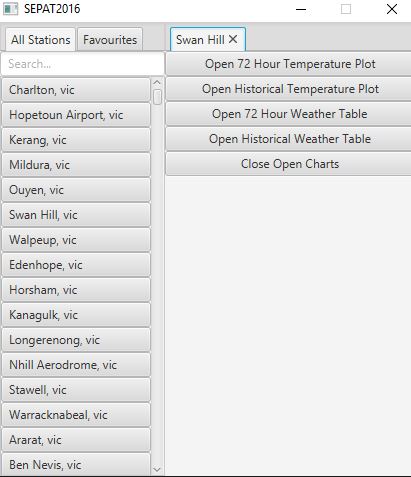 SEPAT2016
All Stations
Favourites
Search...
Charlton, vic
Hopetoun Airport, vic
Kerang, vic
Mildura, vic
Ouyen, vic
Swan Hill, vic
Walpeup, vic
Edenhope, vic
Horsham, vic
Kanagulk, vic
Longerenong, vic
Nhill Aerodrome, vic
Stawell, vic
Warracknabeal, vic
Ararat, vic
Ben Nevis, vic
Swan Hill
Open 72 Hour Temperature Plot
Open Historical Temperature Plot
Open 72 Hour Weather Table
Open Historical Weather Table
Close Open Charts